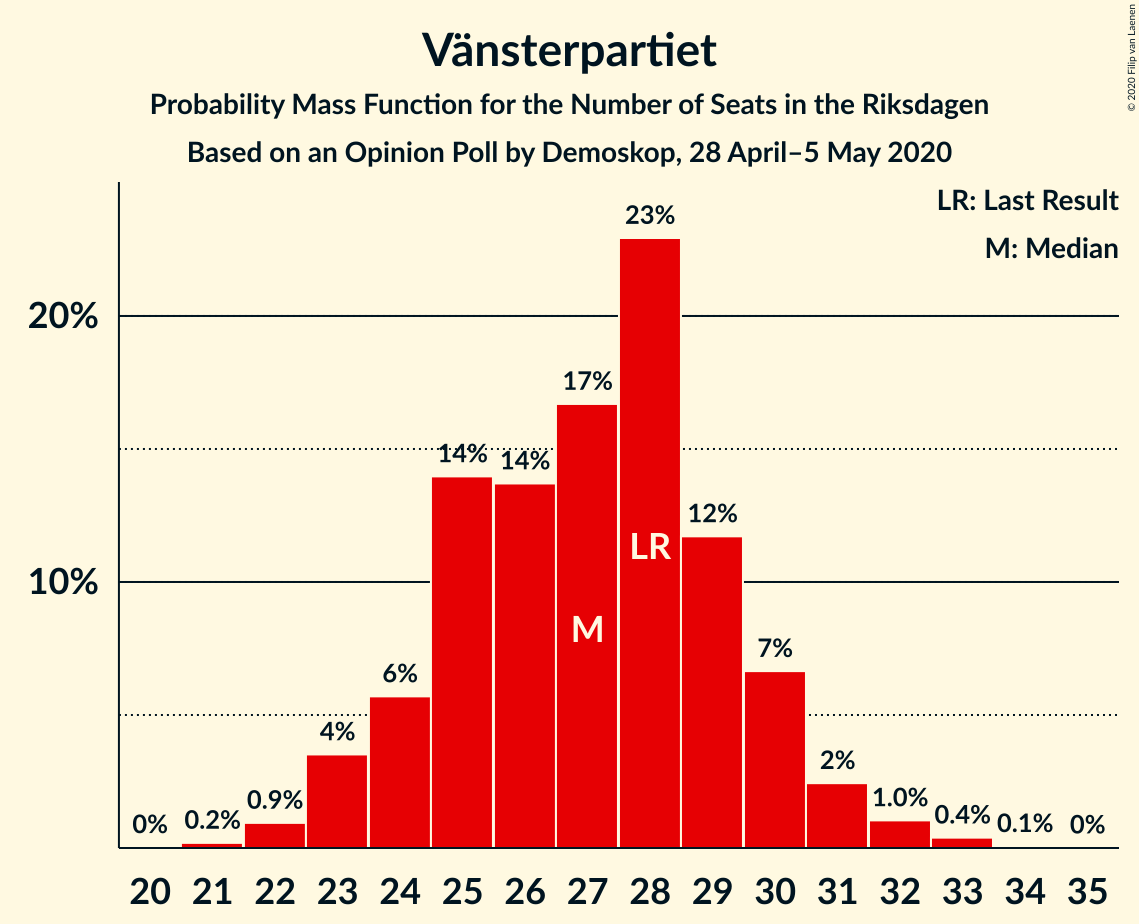 Vänsterpartiet
Probability Mass Function for the Number of Seats in the Riksdagen
Based on an Opinion Poll by Demoskop, 28 April–5 May 2020
© 2020 Filip van Laenen
LR: Last Result
M: Median
20%
10%
0%
0.2%
0.9%
4%
6%
14%
14%
17%
23%
12%
7%
2%
1.0%
0.4%
0.1%
0%
LR
M
20 21 22 23 24 25 26 27 28 29 30 31 32 33 34 35